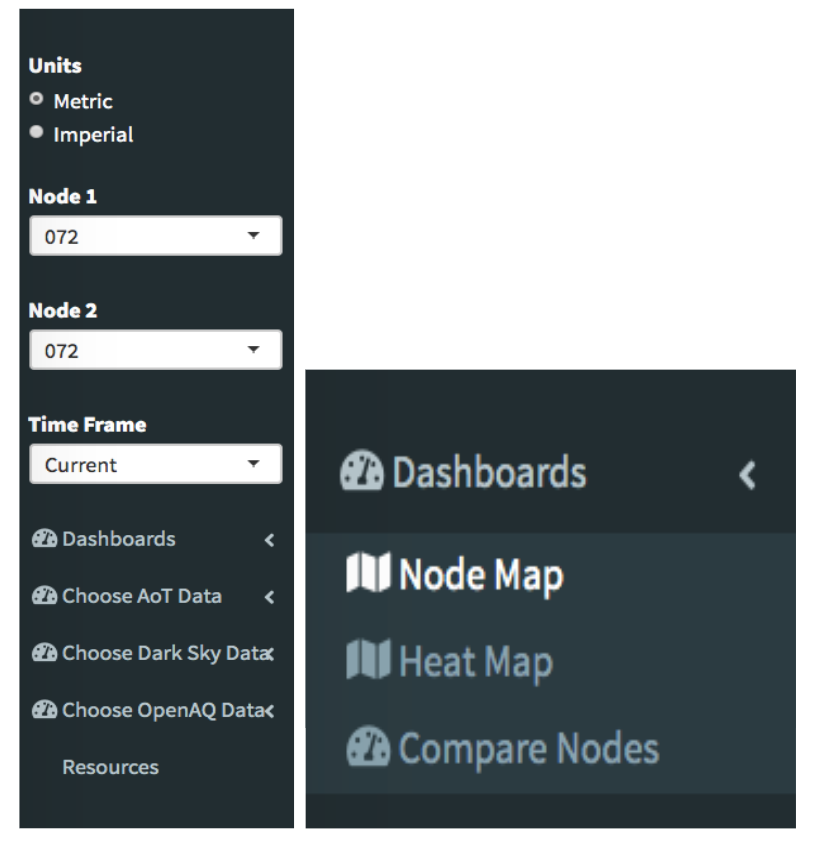 Units
Metric
Imperial
Node 1
072
Node 2
072
Time Frame
Current
Dashboards
Choose AoT Data
Choose Dark Sky Data
Choose OpenAQ Data
Resources
Dashboards
Node Map
Heat Map
Compare Nodes